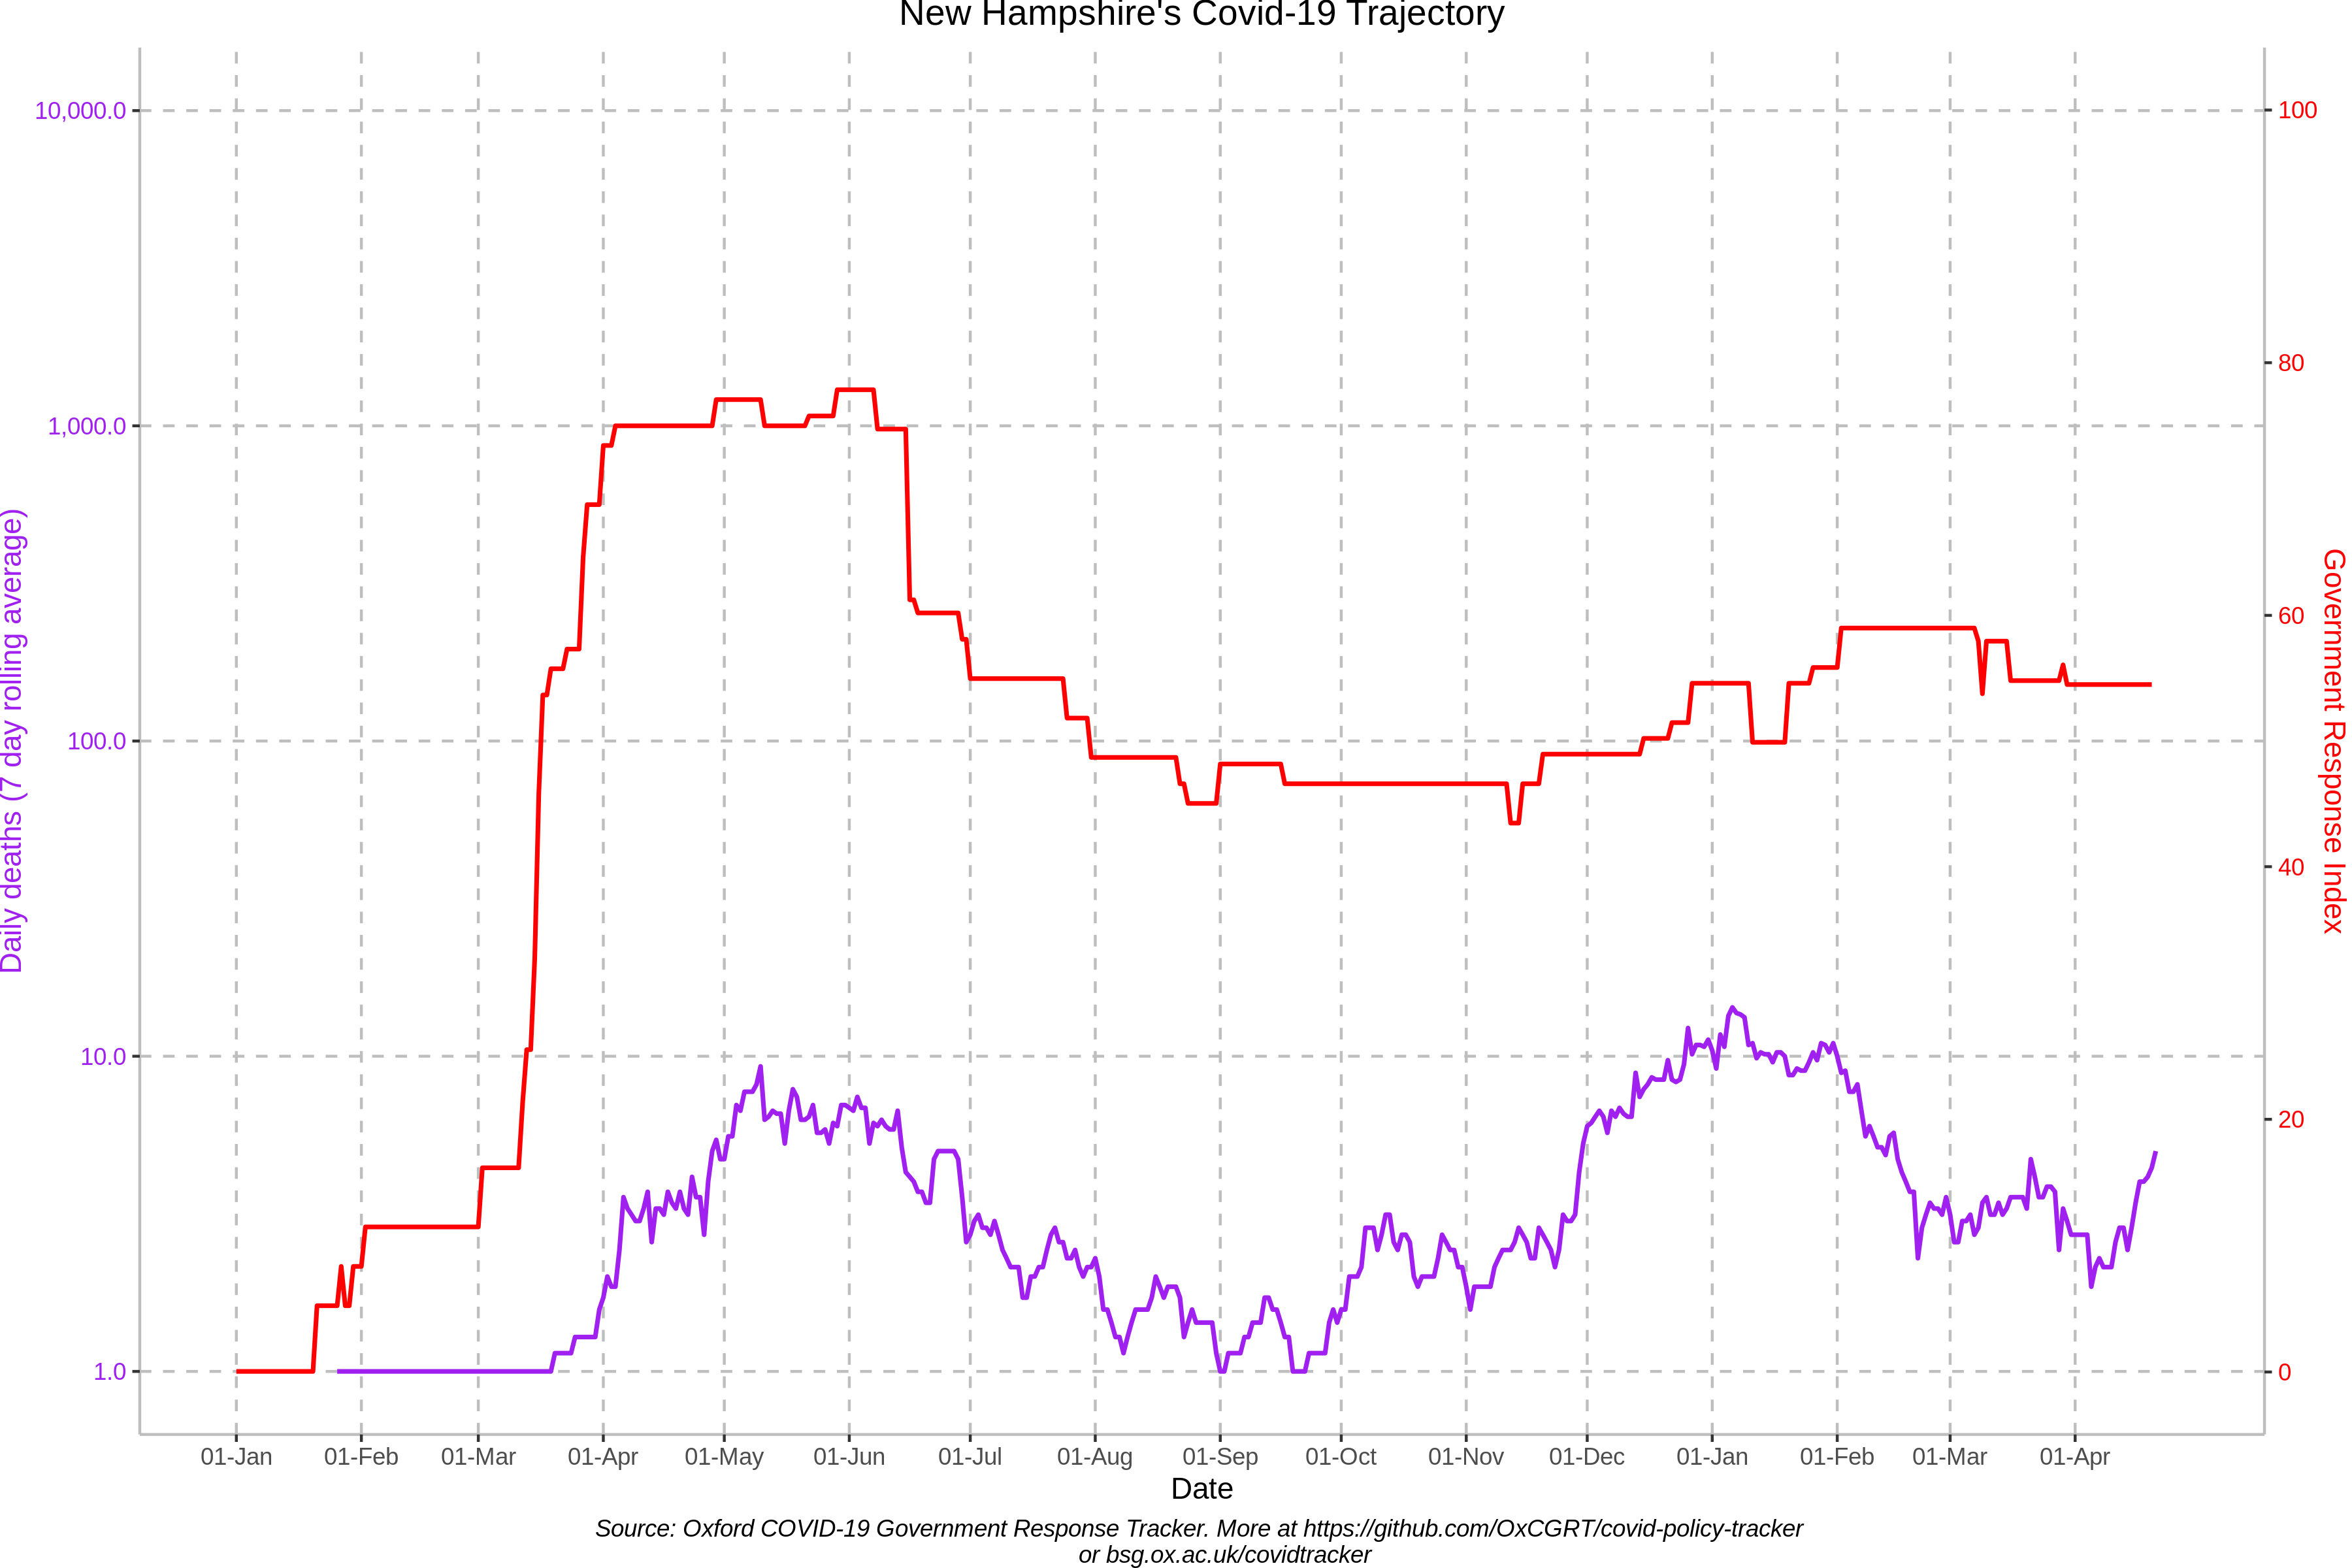 New Hampshire's Covid-19 Trajectory
10,000.0
1,000.0
100.0
10.0
1.0
Daily deaths (7 day rolling average)
100
80
60
40
20
0
Government Response Index
01-Jan 01-Feb 01-Mar 01-Apr 01-May 01-Jun 01-Jul 01-Aug 01-Sep 01-Oct 01-Nov 01-Dec 01-Jan 01-Feb 01-Mar 01-Apr
Date
Source: Oxford COVID-19 Government Response Tracker. More at https://github.com/OxCGRT/covid-policy-tracker
or bsg.ox.ac.uk/covidtracker